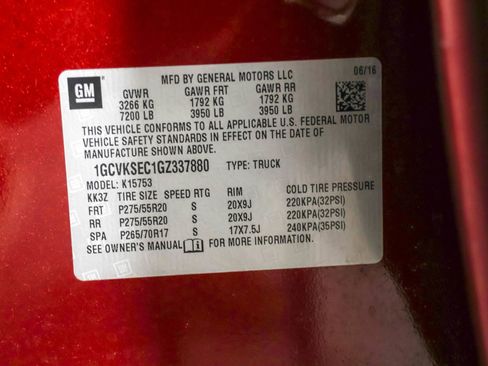 GM
MFD BY GENERAL MOTORS LLC
06/16
GVWR GAWR FRT GAWR RR
3266 KG 1792 KG 1792 KG
7200 LB 3950 LB 3950 LB
THIS VEHICLE CONFORMS TO ALL APPLICABLE U.S. FEDERAL MOTOR
VEHICLE SAFETY STANDARDS IN EFFECT ON THE DATE OF
MANUFACTURE SHOWN ABOVE.
1GCVKSEC1GZ337880 TYPE: TRUCK
MODEL: K15753
KK3Z TIRE SIZE SPEED RTG RIM COLD TIRE PRESSURE
FRT P275/55R20 S 20X9J 220KPA(32PSI)
RR P275/55R20 S 20X9J 220KPA(32PSI)
SPA P265/70R17 S 17X7.5J 240KPA(35PSI)
SEE OWNER'S MANUAL FOR MORE INFORMATION.